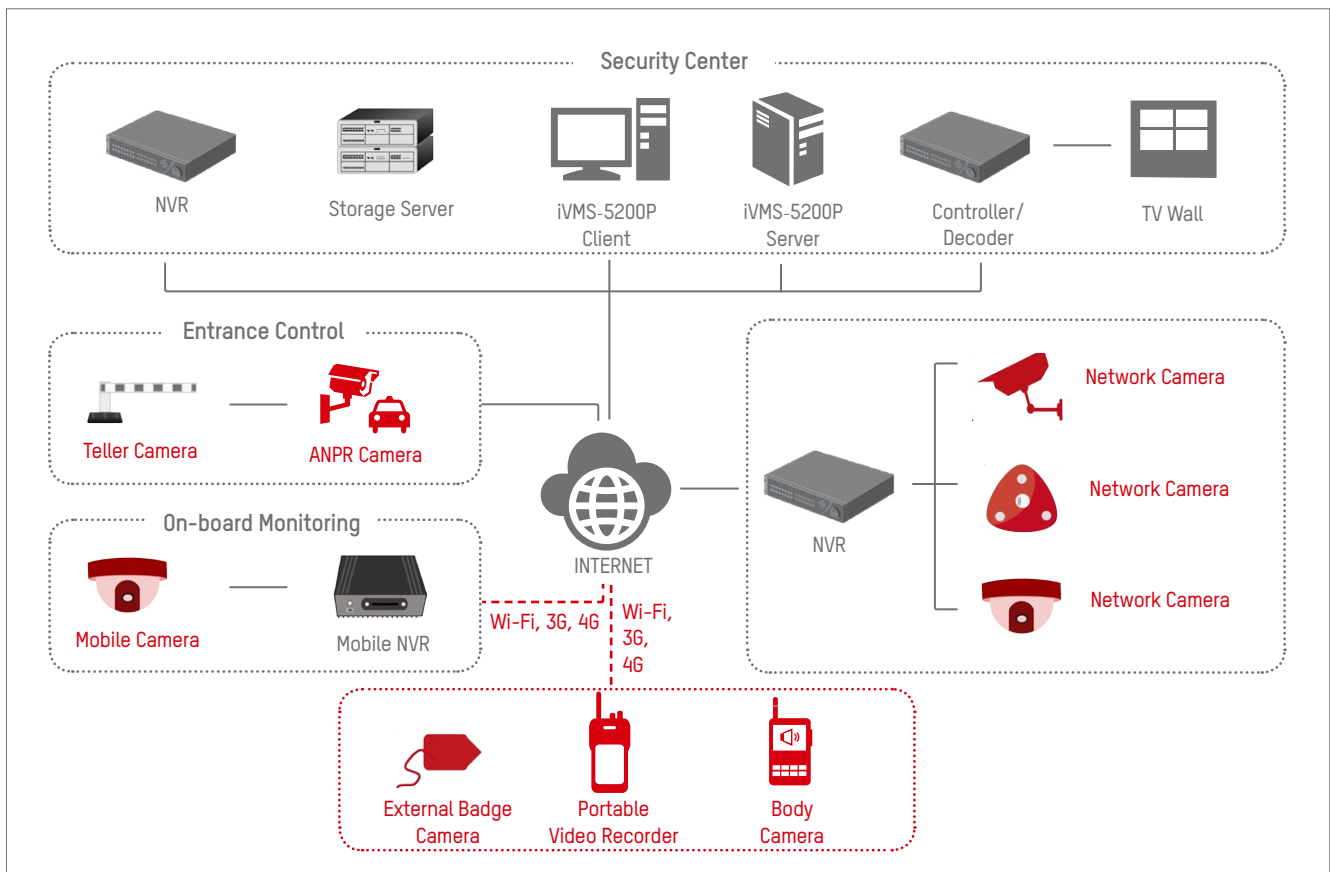 Security Center
NVR
Storage Server
iVMS-5200P
Client
iVMS-5200P
Server
Controller/
Decoder
TV Wall
Entrance Control
Teller Camera
ANPR Camera
On-board Monitoring
Mobile Camera
Mobile NVR
INTERNET
Wi-Fi, 3G, 4G
Wi-Fi,
3G,
4G
NVR
Network Camera
Network Camera
Network Camera
External Badge
Camera
Portable
Video Recorder
Body
Camera